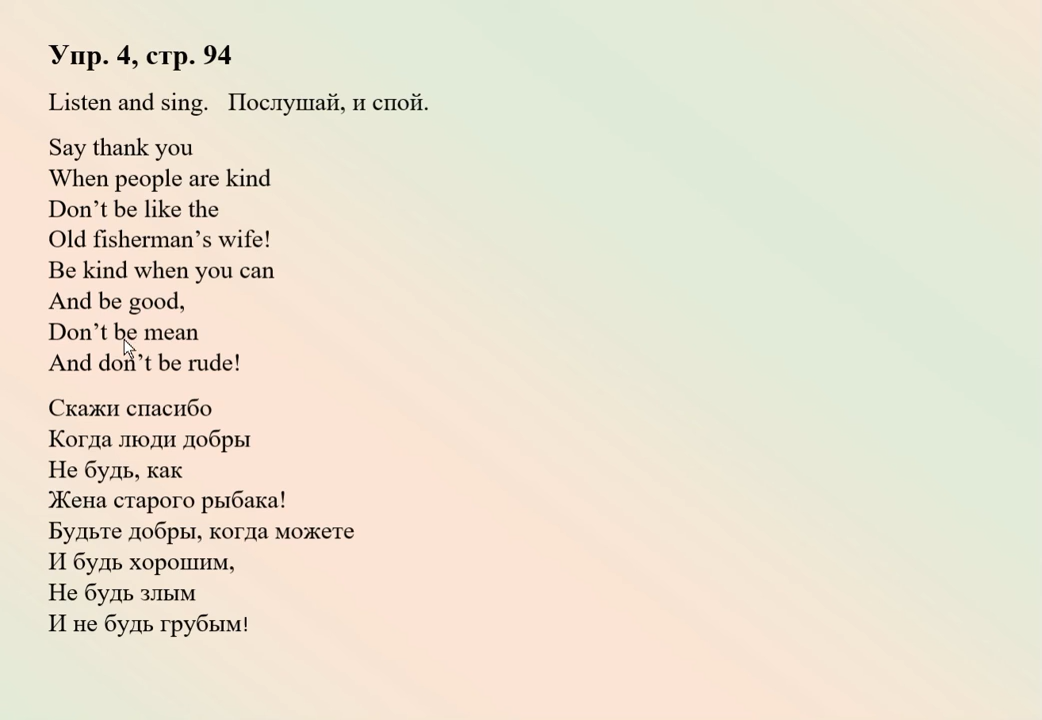 Упр. 4, стр. 94
Listen and sing. Послушай, и спой.
Say thank you
When people are kind
Don’t be like the
Old fisherman’s wife!
Be kind when you can
And be good,
Don’t be mean
And don’t be rude!
Скажи спасибо
Когда люди добры
Не будь, как
Жена старого рыбака!
Будьте добры, когда можете
И будь хорошим,
Не будь злым
И не будь грубым!